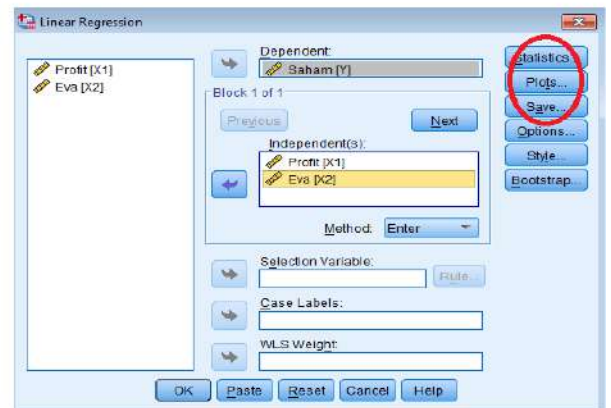 Linear Regression
Profit [X1]
Eva [X2]
Dependent:
Saham [Y]
Block 1 of 1
Previous
Next
Independent(s):
Profit [X1]
Eva [X2]
Method: Enter
Selection Variable:
Rule...
Case Labels:
WLS Weight:
Statistics
Plots...
Save...
Options...
Style...
Bootstrap...
OK
Paste
Reset
Cancel
Help